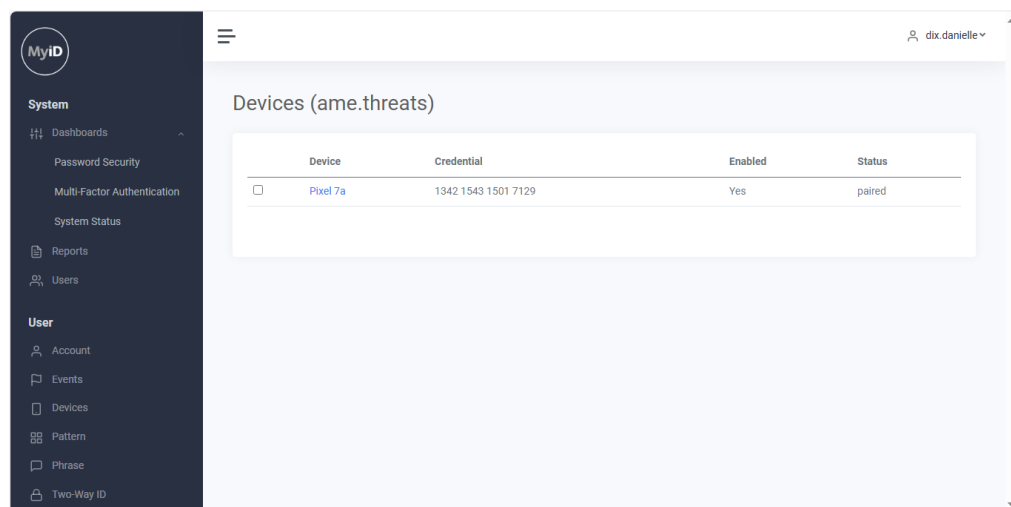 MyiD
dix.danielle
System
Dashboards
Password Security
Multi-Factor Authentication
System Status
Reports
Users
User
Account
Events
Devices
Pattern
Phrase
Two-Way ID
Devices (ame.threats)
Device Credential Enabled Status
Pixel 7a 1342 1543 1501 7129 Yes paired